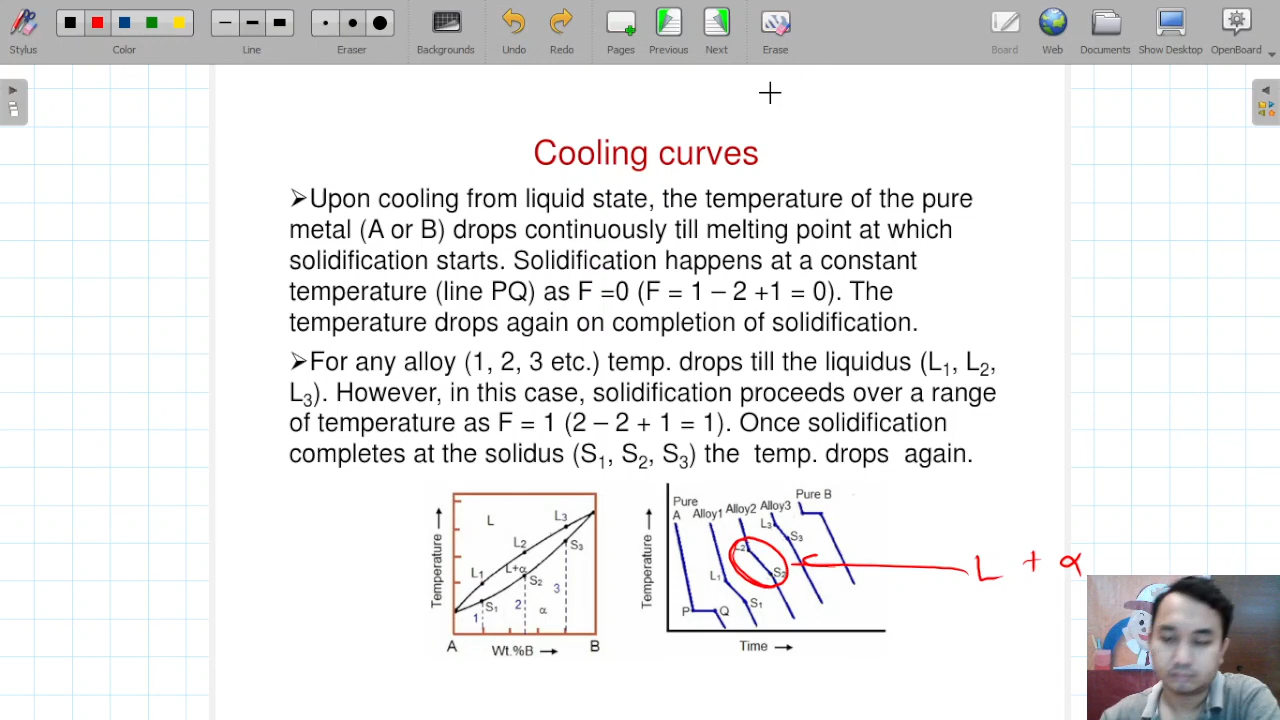 Stylus Color Line Eraser Backgrounds Undo Redo Pages Previous Next Erase Board Web Documents Show Desktop OpenBoard
Cooling curves
➢Upon cooling from liquid state, the temperature of the pure
metal (A or B) drops continuously till melting point at which
solidification starts. Solidification happens at a constant
temperature (line PQ) as F =0 (F = 1 – 2 +1 = 0). The
temperature drops again on completion of solidification.
➢For any alloy (1, 2, 3 etc.) temp. drops till the liquidus (L₁, L₂,
L₃). However, in this case, solidification proceeds over a range
of temperature as F = 1 (2 – 2 + 1 = 1). Once solidification
completes at the solidus (S₁, S₂, S₃) the temp. drops again.
Temperature
L
L₃
L₂
S₃
L₁
L+α
S₂
S₁
1
2
3
α
A
Wt.%B
B
Temperature
Pure
A
Alloy1
Alloy2
Alloy3
Pure B
L₃
S₃
L₂
S₂
L₁
S₁
P
Q
Time
L + α